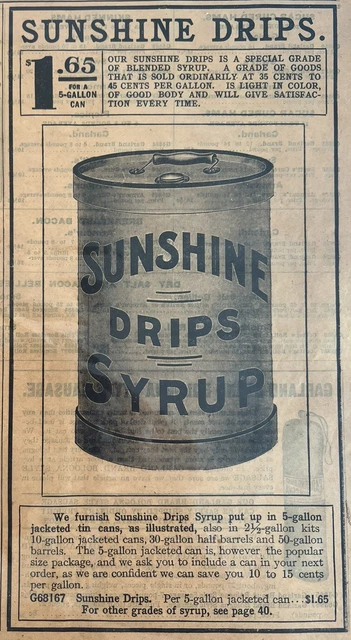 SUNSHINE DRIPS.
$1.65
FOR A
5-GALLON
CAN
OUR SUNSHINE DRIPS IS A SPECIAL GRADE
OF BLENDED SYRUP. A GRADE OF GOODS
THAT IS SOLD ORDINARILY AT 35 CENTS TO
45 CENTS PER GALLON. IS LIGHT IN COLOR,
OF GOOD BODY AND WILL GIVE SATISFAC-
TION EVERY TIME.
SUNSHINE
DRIPS
SYRUP
We furnish Sunshine Drips Syrup put up in 5-gallon
jacketed tin cans, as illustrated, also in 2½-gallon kits
10-gallon jacketed cans, 30-gallon half barrels and 50-gallon
barrels. The 5-gallon jacketed can is, however, the popular
size package, and we ask you to include a can in your next
order, as we are confident we can save you 10 to 15 cents
per gallon.
G68167 Sunshine Drips. Per 5-gallon jacketed can...$1.65
For other grades of syrup, see page 40.